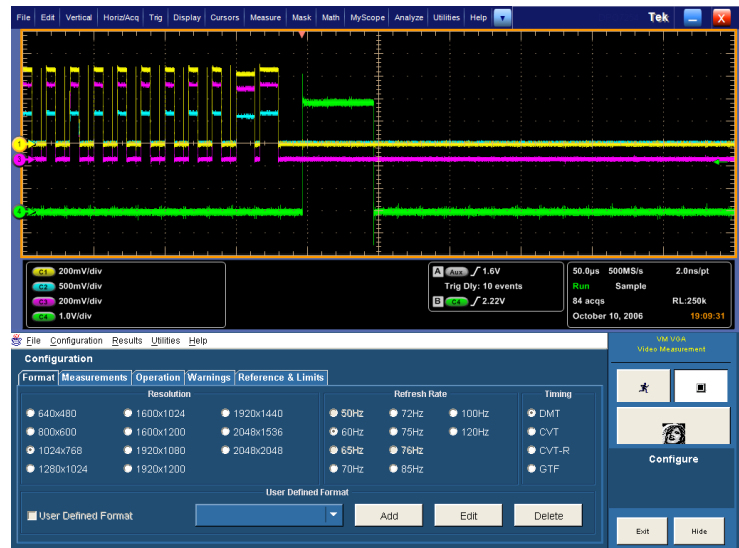 File Edit Vertical Horiz/Acq Trig Display Cursors Measure Mask Math MyScope Analyze Utilities Help Tek X
1
3
4
C1 200mV/div
C2 500mV/div
C3 200mV/div
C4 1.0V/div
A Aux 1.6V
Trig Dly: 10 events
B C4 2.22V
50.0µs 500MS/s 2.0ns/pt
Run Sample
84 acqs RL:250k
October 10, 2006 19:09:31
File Configuration Results Utilities Help
VM VGA
Video Measurement
Configuration
Format Measurements Operation Warnings Reference & Limits
Resolution Refresh Rate Timing
640x480 1600x1024 1920x1440 50Hz 72Hz 100Hz DMT
800x600 1600x1200 2048x1536 60Hz 75Hz 120Hz CVT
1024x768 1920x1080 2048x2048 65Hz 76Hz CVT-R
1280x1024 1920x1200 70Hz 85Hz GTF
Configure
User Defined Format
User Defined Format Add Edit Delete
Exit Hide